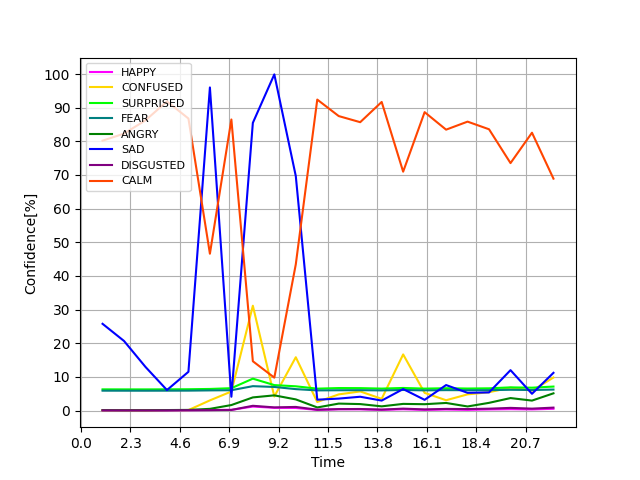 100
90
80
70
60
50
40
30
20
10
0
Confidence[%]
HAPPY
CONFUSED
SURPRISED
FEAR
ANGRY
SAD
DISGUSTED
CALM
0.0 2.3 4.6 6.9 9.2 11.5 13.8 16.1 18.4 20.7
Time